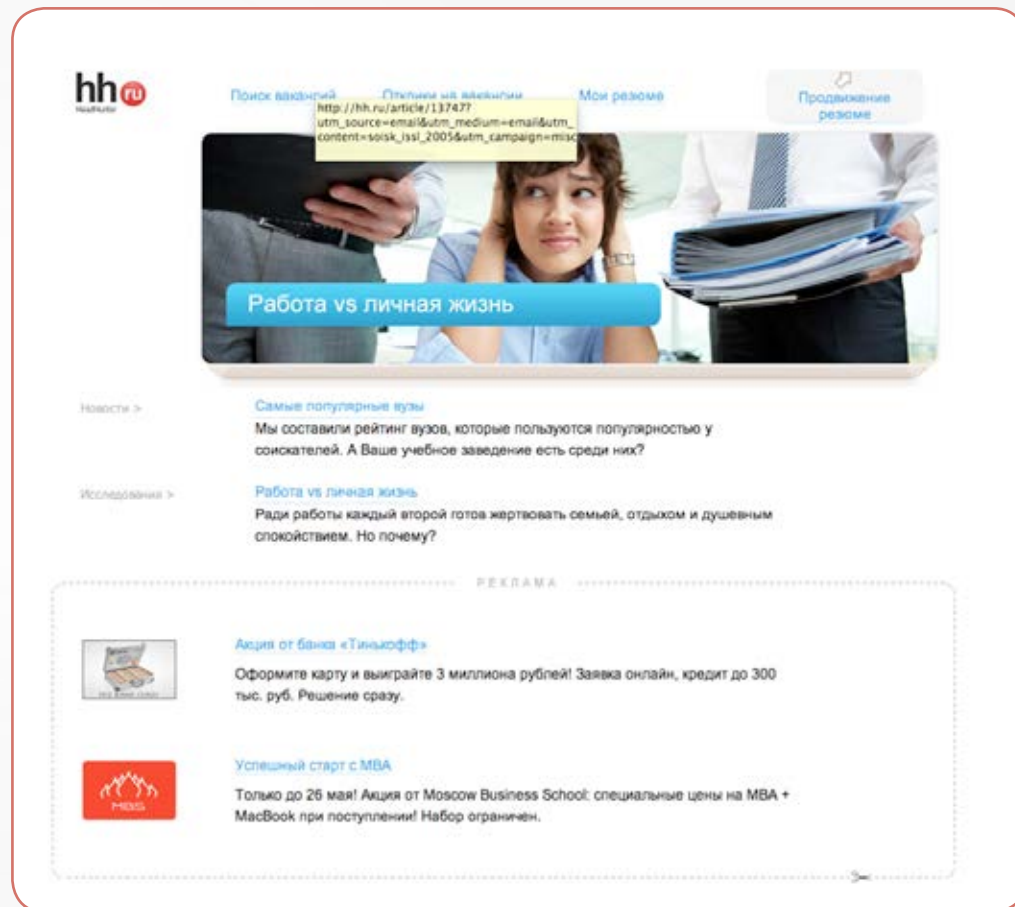 hh ru
HeadHunter
Поиск вакансий Отклики на вакансии Мои резюме
Продвижение
резюме
http://hh.ru/article/13747?
utm_source=email&utm_medium=email&utm_
content=soisk_issl_2005&utm_campaign=misc
Работа vs личная жизнь
Новости >
Самые популярные вузы
Мы составили рейтинг вузов, которые пользуются популярностью у
соискателей. А Ваше учебное заведение есть среди них?
Исследования >
Работа vs личная жизнь
Ради работы каждый второй готов жертвовать семьей, отдыхом и душевным
спокойствием. Но почему?
РЕКЛАМА
Акция от банка «Тинькофф»
Оформите карту и выиграйте 3 миллиона рублей! Заявка онлайн, кредит до 300
тыс. руб. Решение сразу.
MBS
Успешный старт с MBA
Только до 26 мая! Акция от Moscow Business School: специальные цены на MBA +
MacBook при поступлении! Набор ограничен.